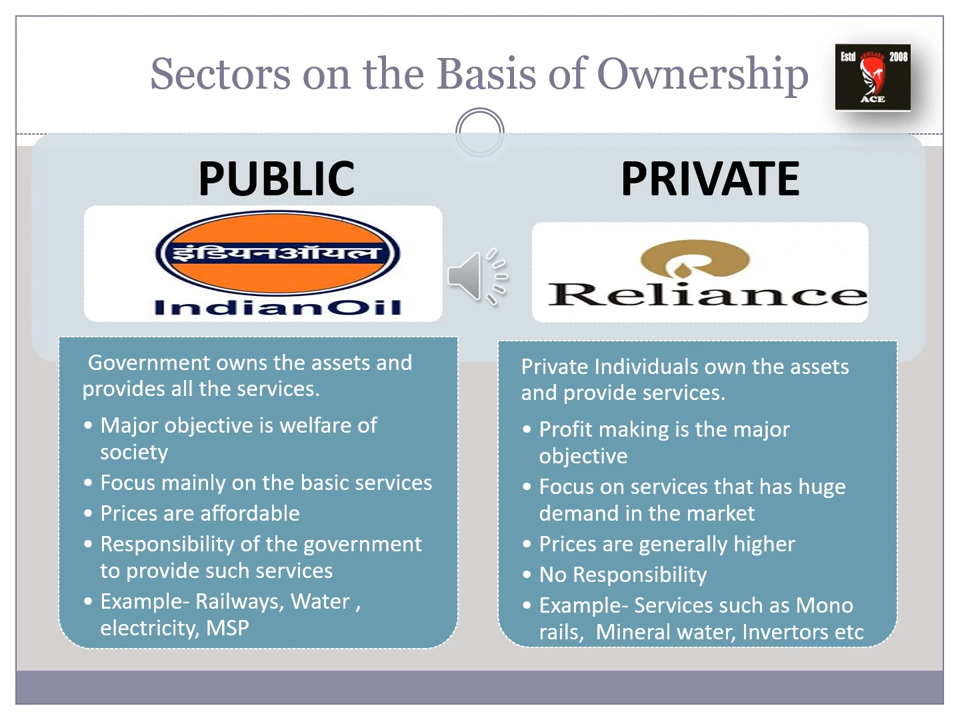 Sectors on the Basis of Ownership
Estd 2008
ACE
PUBLIC
इंडियनऑयल
IndianOil
Government owns the assets and
provides all the services.
• Major objective is welfare of
society
• Focus mainly on the basic services
• Prices are affordable
• Responsibility of the government
to provide such services
• Example- Railways, Water ,
electricity, MSP
PRIVATE
Reliance
Private Individuals own the assets
and provide services.
• Profit making is the major
objective
• Focus on services that has huge
demand in the market
• Prices are generally higher
• No Responsibility
• Example- Services such as Mono
rails, Mineral water, Invertors etc